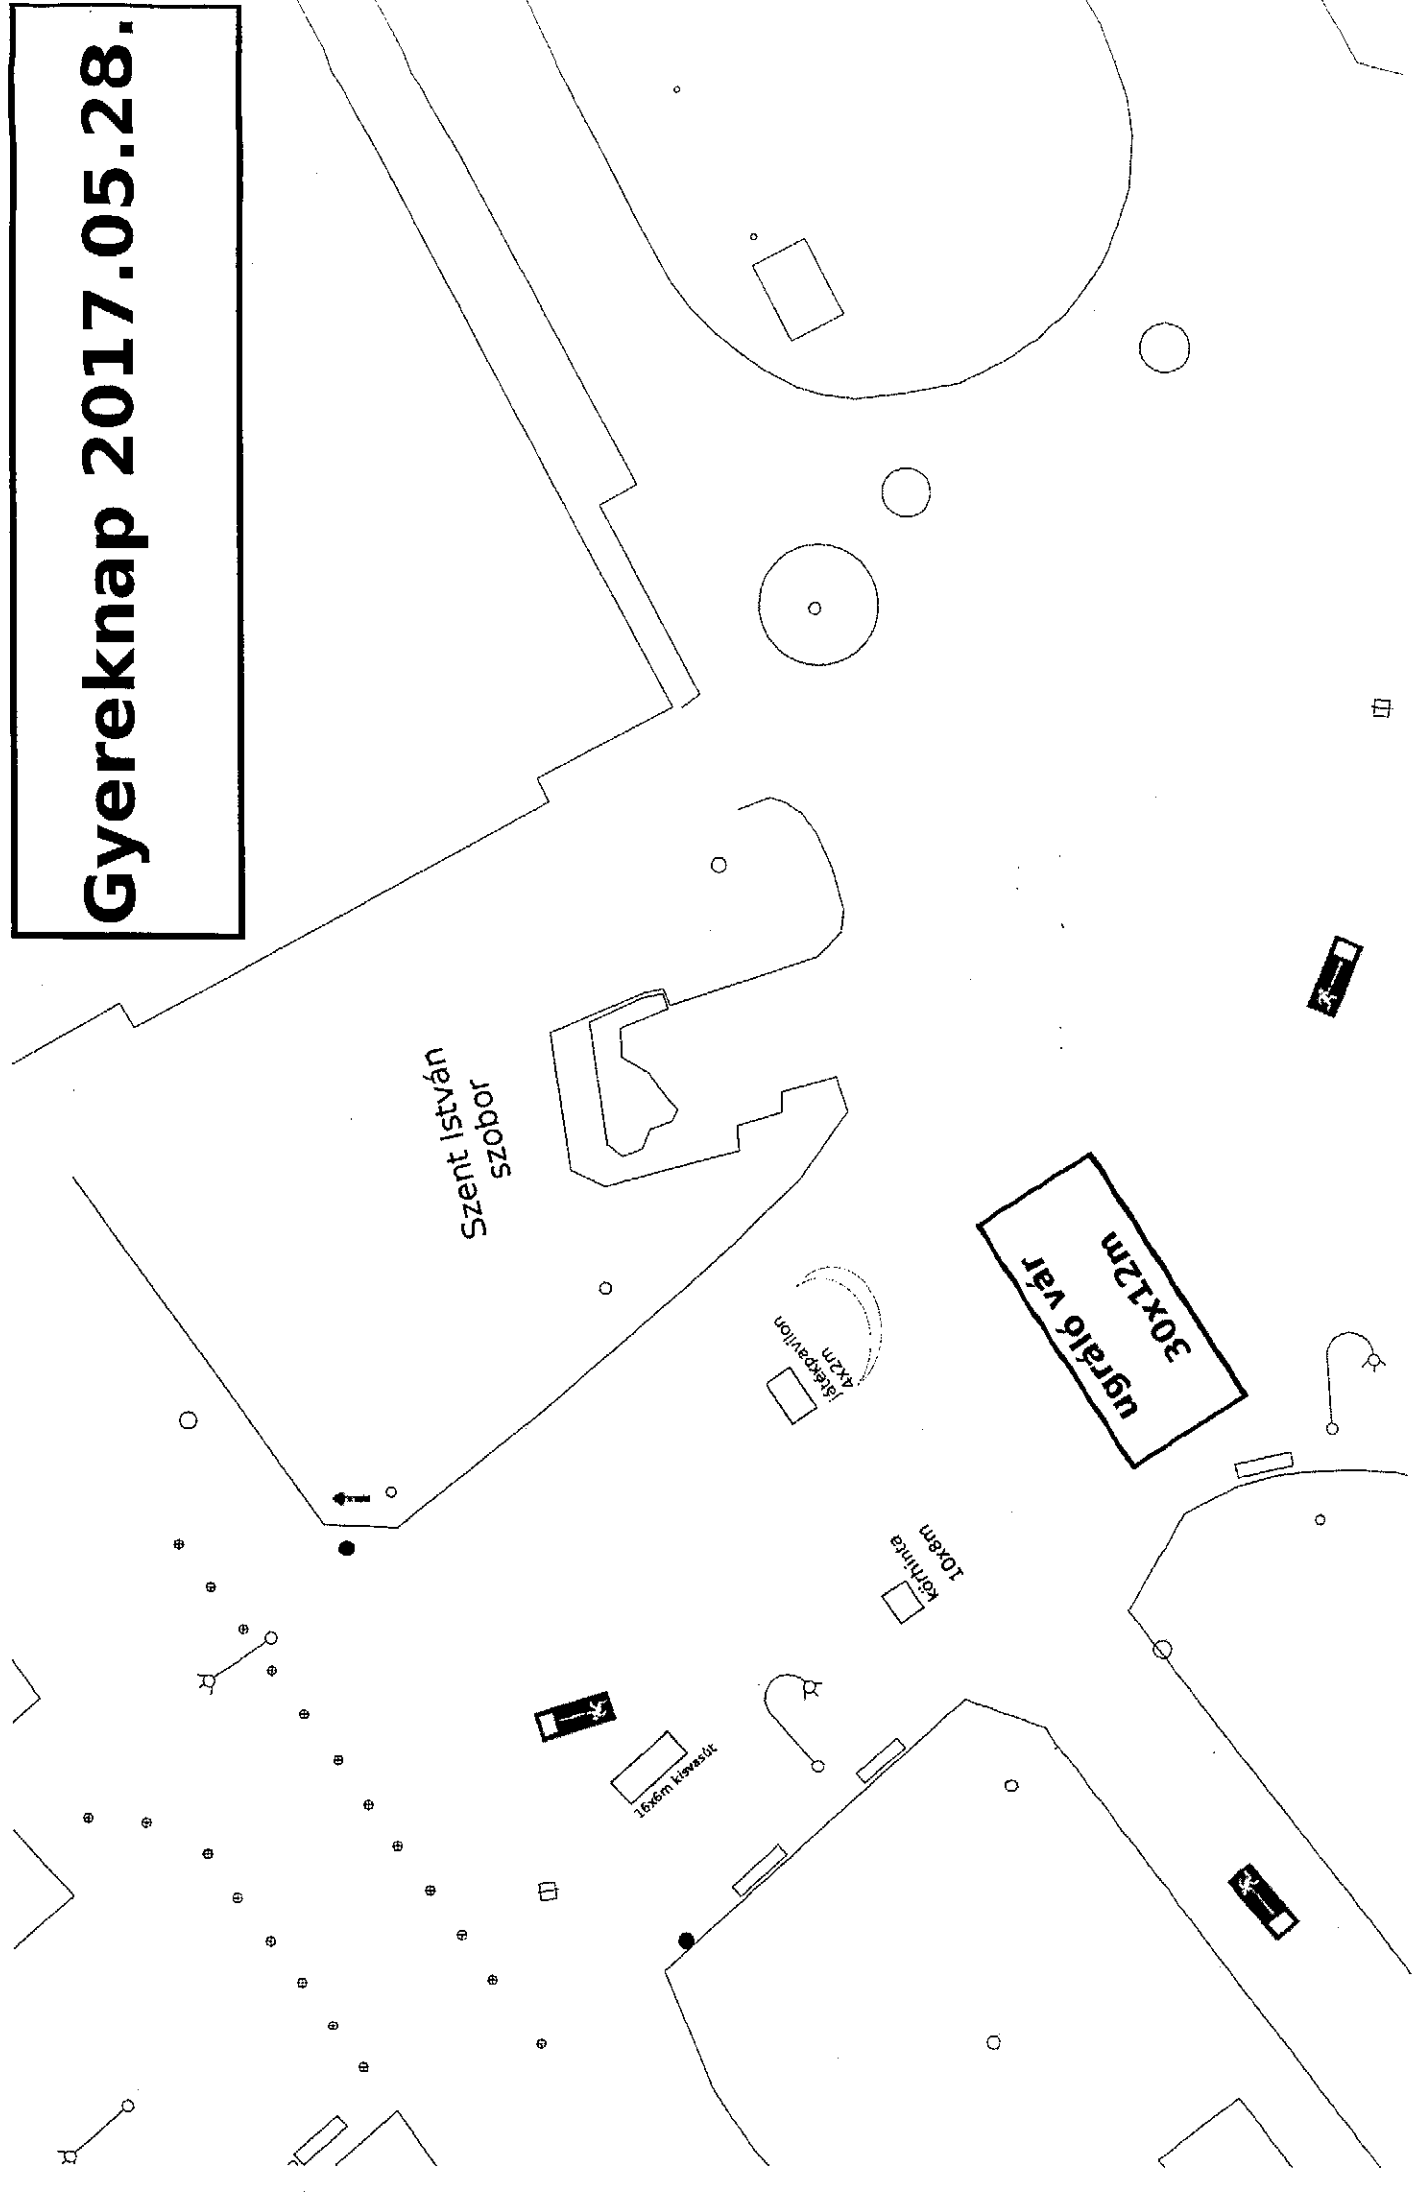 Gyereknap 2017.05.28.
Szent István
szobor
játékpavilon
4x2m
ugráló vár
30x12m
körhinta
10x8m
16x6m kisvasút